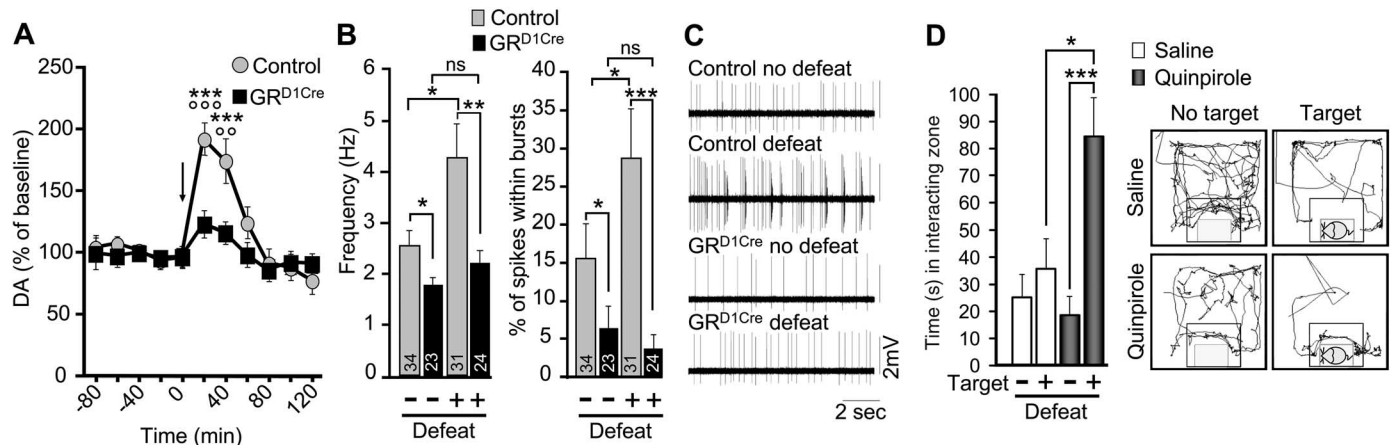 A
Control
GR^D1Cre
DA (% of baseline)
250
200
150
100
50
0
***
°°°
***
°°
-80
-40
0
40
80
120
Time (min)
B
Control
GR^D1Cre
Frequency (Hz)
6
5
4
3
2
1
0
ns
*
**
*
34
23
31
24
- - + +
Defeat
% of spikes within bursts
40
35
30
25
20
15
10
5
0
ns
*
***
*
34
23
31
24
- - + +
Defeat
C
Control no defeat
Control defeat
GR^D1Cre no defeat
GR^D1Cre defeat
2mV
2 sec
D
Saline
Quinpirole
Time (s) in interacting zone
100
90
80
70
60
50
40
30
20
10
0
*
***
Target - + - +
Defeat
No target
Target
Saline
Quinpirole